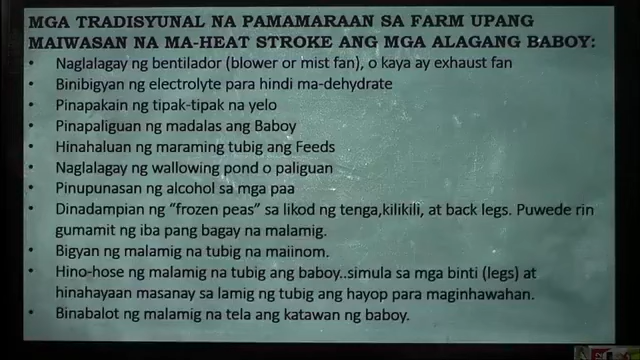 MGA TRADISYUNAL NA PAMAMARAAN SA FARM UPANG
MAIWASAN NA MA-HEAT STROKE ANG MGA ALAGANG BABOY:
• Naglalagay ng bentilador (blower or mist fan), o kaya ay exhaust fan
• Binibigyan ng electrolyte para hindi ma-dehydrate
• Pinapakain ng tipak-tipak na yelo
• Pinapaliguan ng madalas ang Baboy
• Hinahaluan ng maraming tubig ang Feeds
• Naglalagay ng wallowing pond o paliguan
• Pinupunasan ng alcohol sa mga paa
• Dinadampian ng “frozen peas” sa likod ng tenga,kilikili, at back legs. Puwede rin
gumamit ng iba pang bagay na malamig.
• Bigyan ng malamig na tubig na maiinom.
• Hino-hose ng malamig na tubig ang baboy..simula sa mga binti (legs) at
hinahayaan masanay sa lamig ng tubig ang hayop para maginhawahan.
• Binabalot ng malamig na tela ang katawan ng baboy.